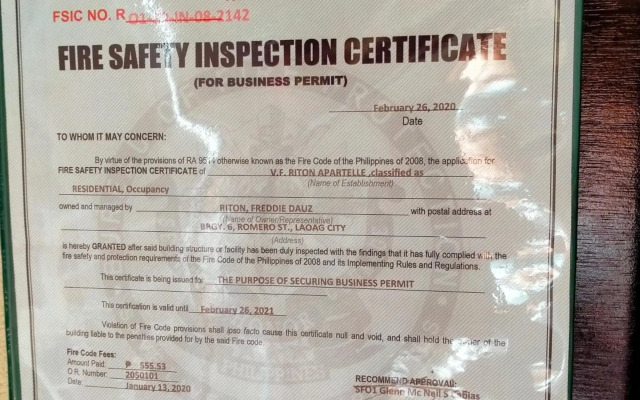 FSIC NO. R
FIRE SAFETY INSPECTION CERTIFICATE
(FOR BUSINESS PERMIT)
February 26, 2020
Date
TO WHOM IT MAY CONCERN:
By virtue of the provisions of RA 9514 otherwise known as the Fire Code of the Philippines of 2008, the application for
FIRE SAFETY INSPECTION CERTIFICATE of V.F. RITON APARTELLE ,classified as
(Name of Establishment)
RESIDENTIAL, Occupancy
owned and managed by RITON, FREDDIE DAUZ with postal address at
(Name of Owner/Representative)
BRGY. 6, ROMERO ST., LAOAG CITY
(Address)
is hereby GRANTED after said building structure or facility has been duly inspected with the findings that it has fully complied with the
fire safety and protection requirements of the Fire Code of the Philippines of 2008 and its Implementing Rules and Regulations.
This certificate is being issued for THE PURPOSE OF SECURING BUSINESS PERMIT
This certification is valid until February 26, 2021
Violation of Fire Code provisions shall ipso facto cause this certificate null and void, and shall hold the owner of the
building liable to the penalties provided for by the said Fire code.
Fire Code Fees:
Amount Paid: ₱ 555.53
O.R. Number: 2050101
Date: January 13, 2020
RECOMMEND APPROVAL:
SFO1 Glenn Mc Neil S
PHILIPPINES